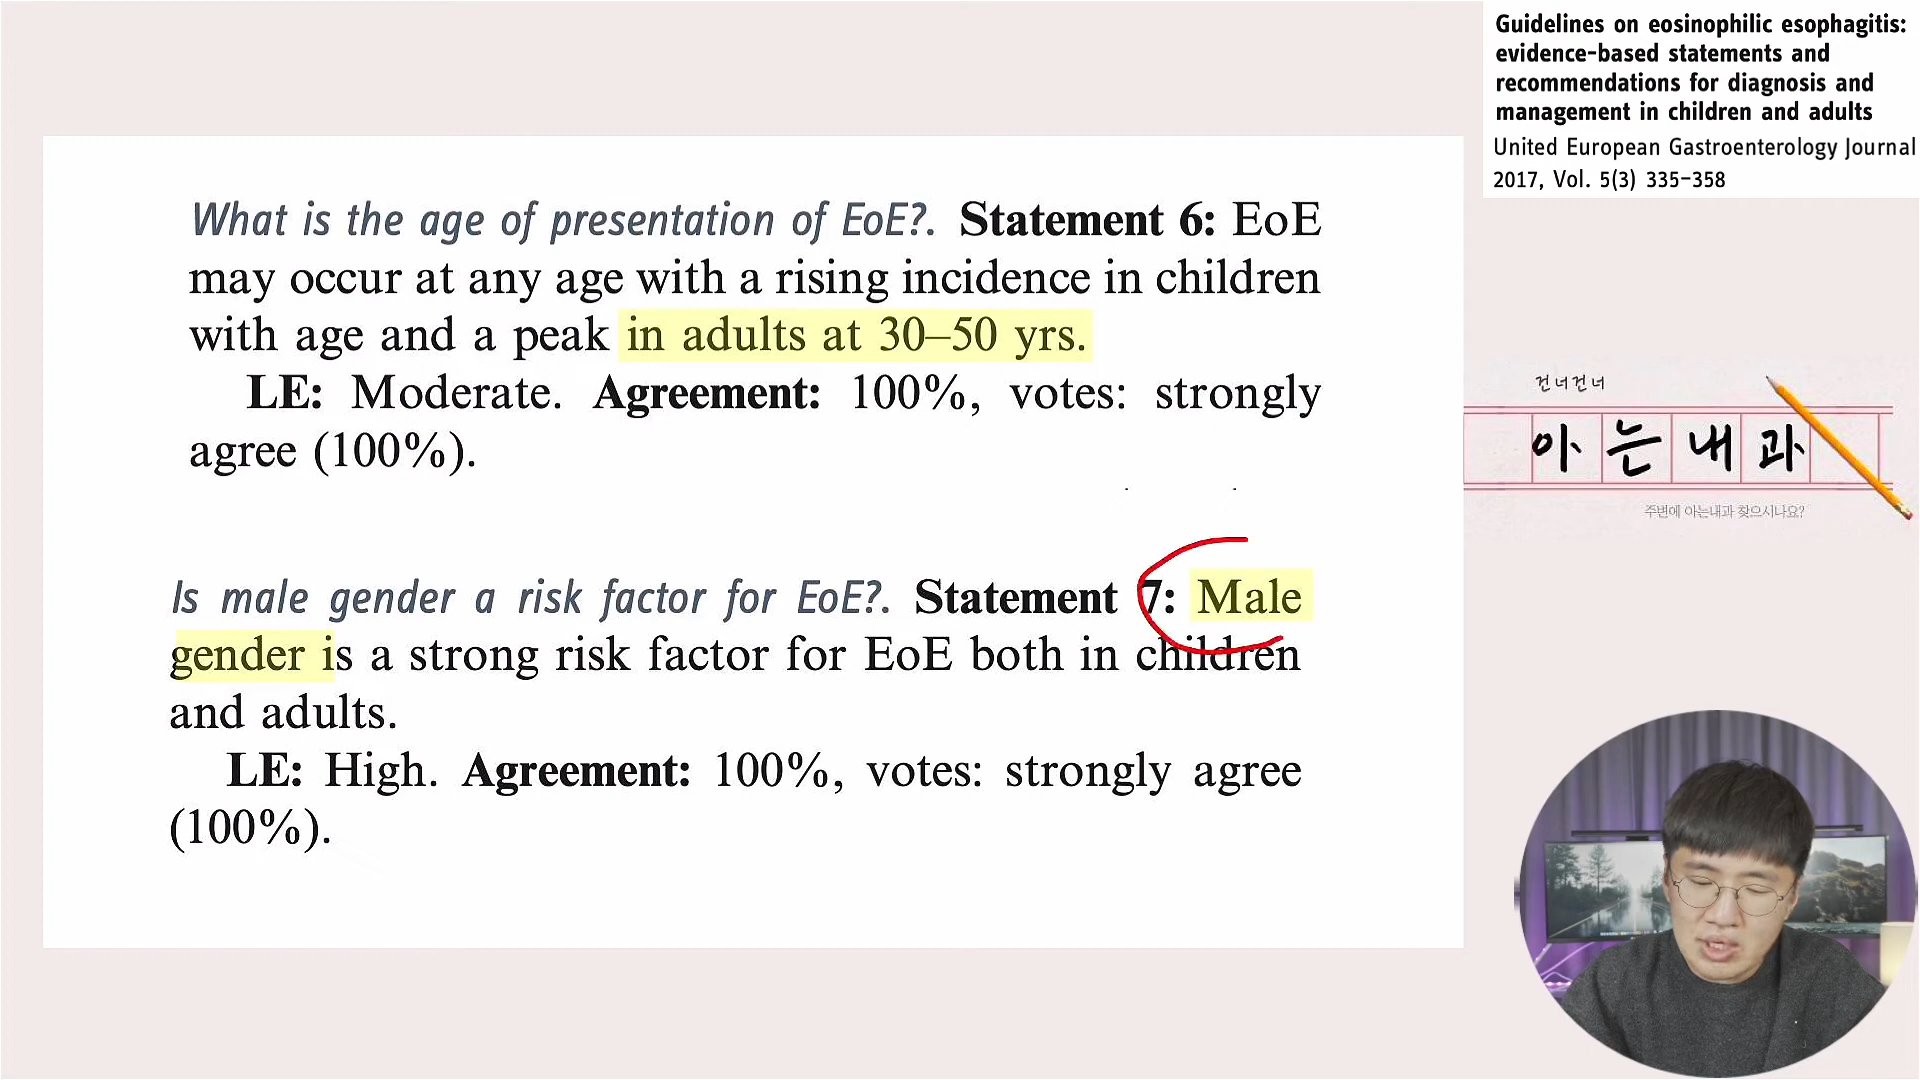 Guidelines on eosinophilic esophagitis:
evidence-based statements and
recommendations for diagnosis and
management in children and adults
United European Gastroenterology Journal
2017, Vol. 5(3) 335–358
What is the age of presentation of EoE?. Statement 6: EoE
may occur at any age with a rising incidence in children
with age and a peak in adults at 30–50 yrs.
LE: Moderate. Agreement: 100%, votes: strongly
agree (100%).
Is male gender a risk factor for EoE?. Statement 7: Male
gender is a strong risk factor for EoE both in children
and adults.
LE: High. Agreement: 100%, votes: strongly agree
(100%).
건너건너
아는내과
주변에 아는내과 찾으시나요?